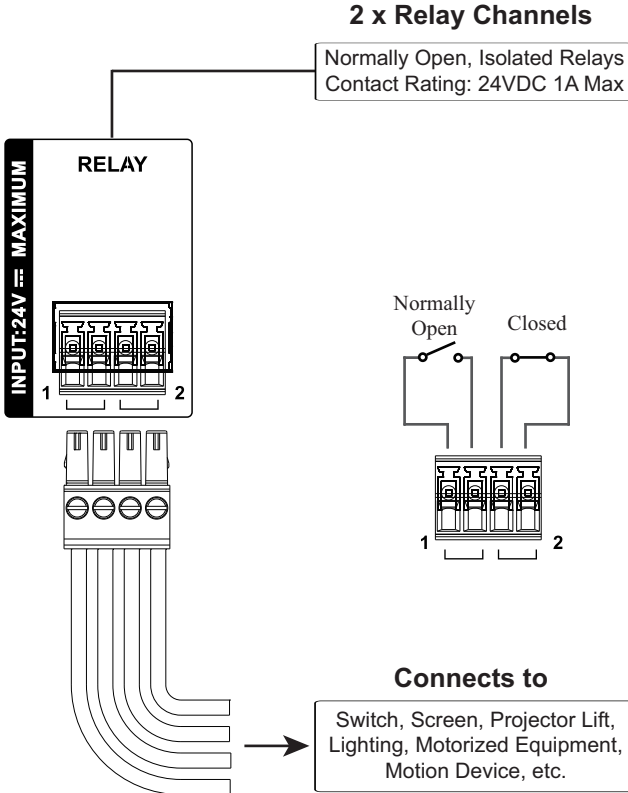 2 x Relay Channels
Normally Open, Isolated Relays
Contact Rating: 24VDC 1A Max
RELAY
INPUT:24V ⎓ MAXIMUM
1
2
Normally
Open
Closed
1
2
Connects to
Switch, Screen, Projector Lift,
Lighting, Motorized Equipment,
Motion Device, etc.